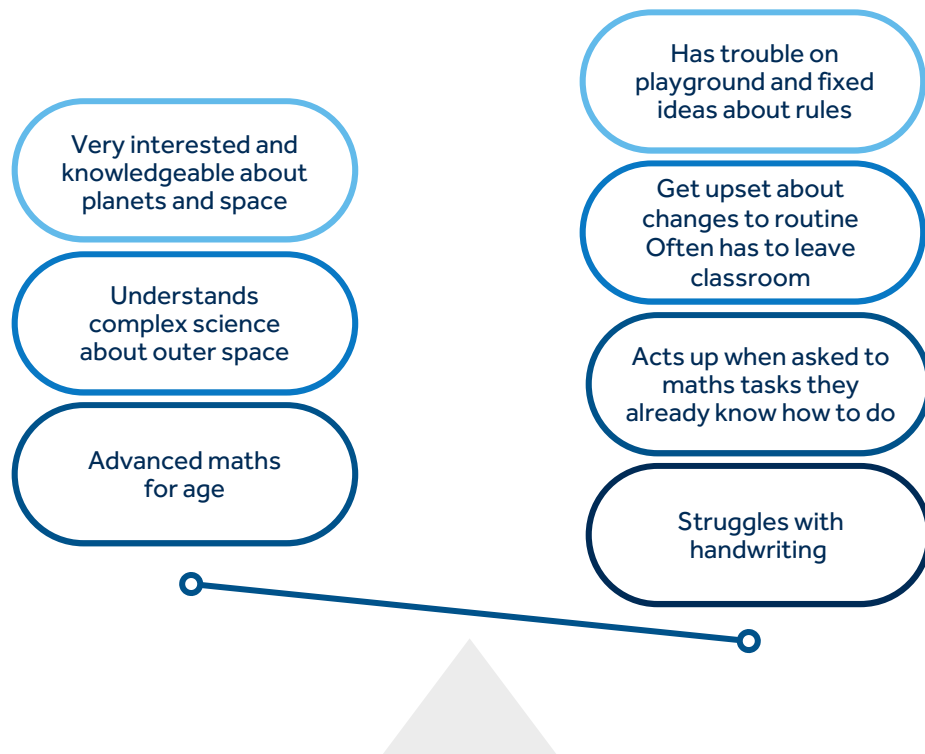 Very interested and
knowledgeable about
planets and space
Understands
complex science
about outer space
Advanced maths
for age
Has trouble on
playground and fixed
ideas about rules
Get upset about
changes to routine
Often has to leave
classroom
Acts up when asked to
maths tasks they
already know how to do
Struggles with
handwriting